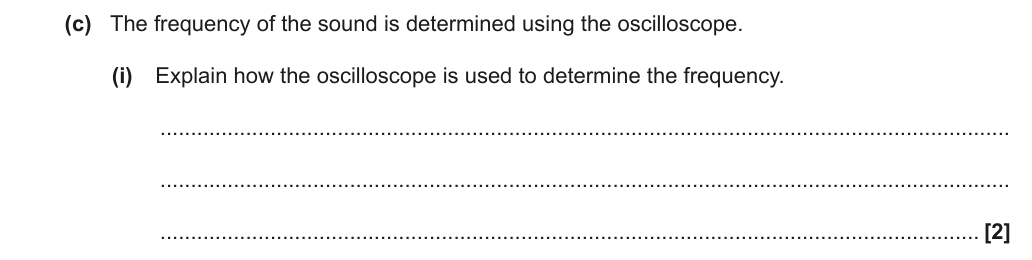 (c) The frequency of the sound is determined using the oscilloscope.
(i) Explain how the oscilloscope is used to determine the frequency.
..........................................................................................................................................
..........................................................................................................................................
..................................................................................................................................... [2]